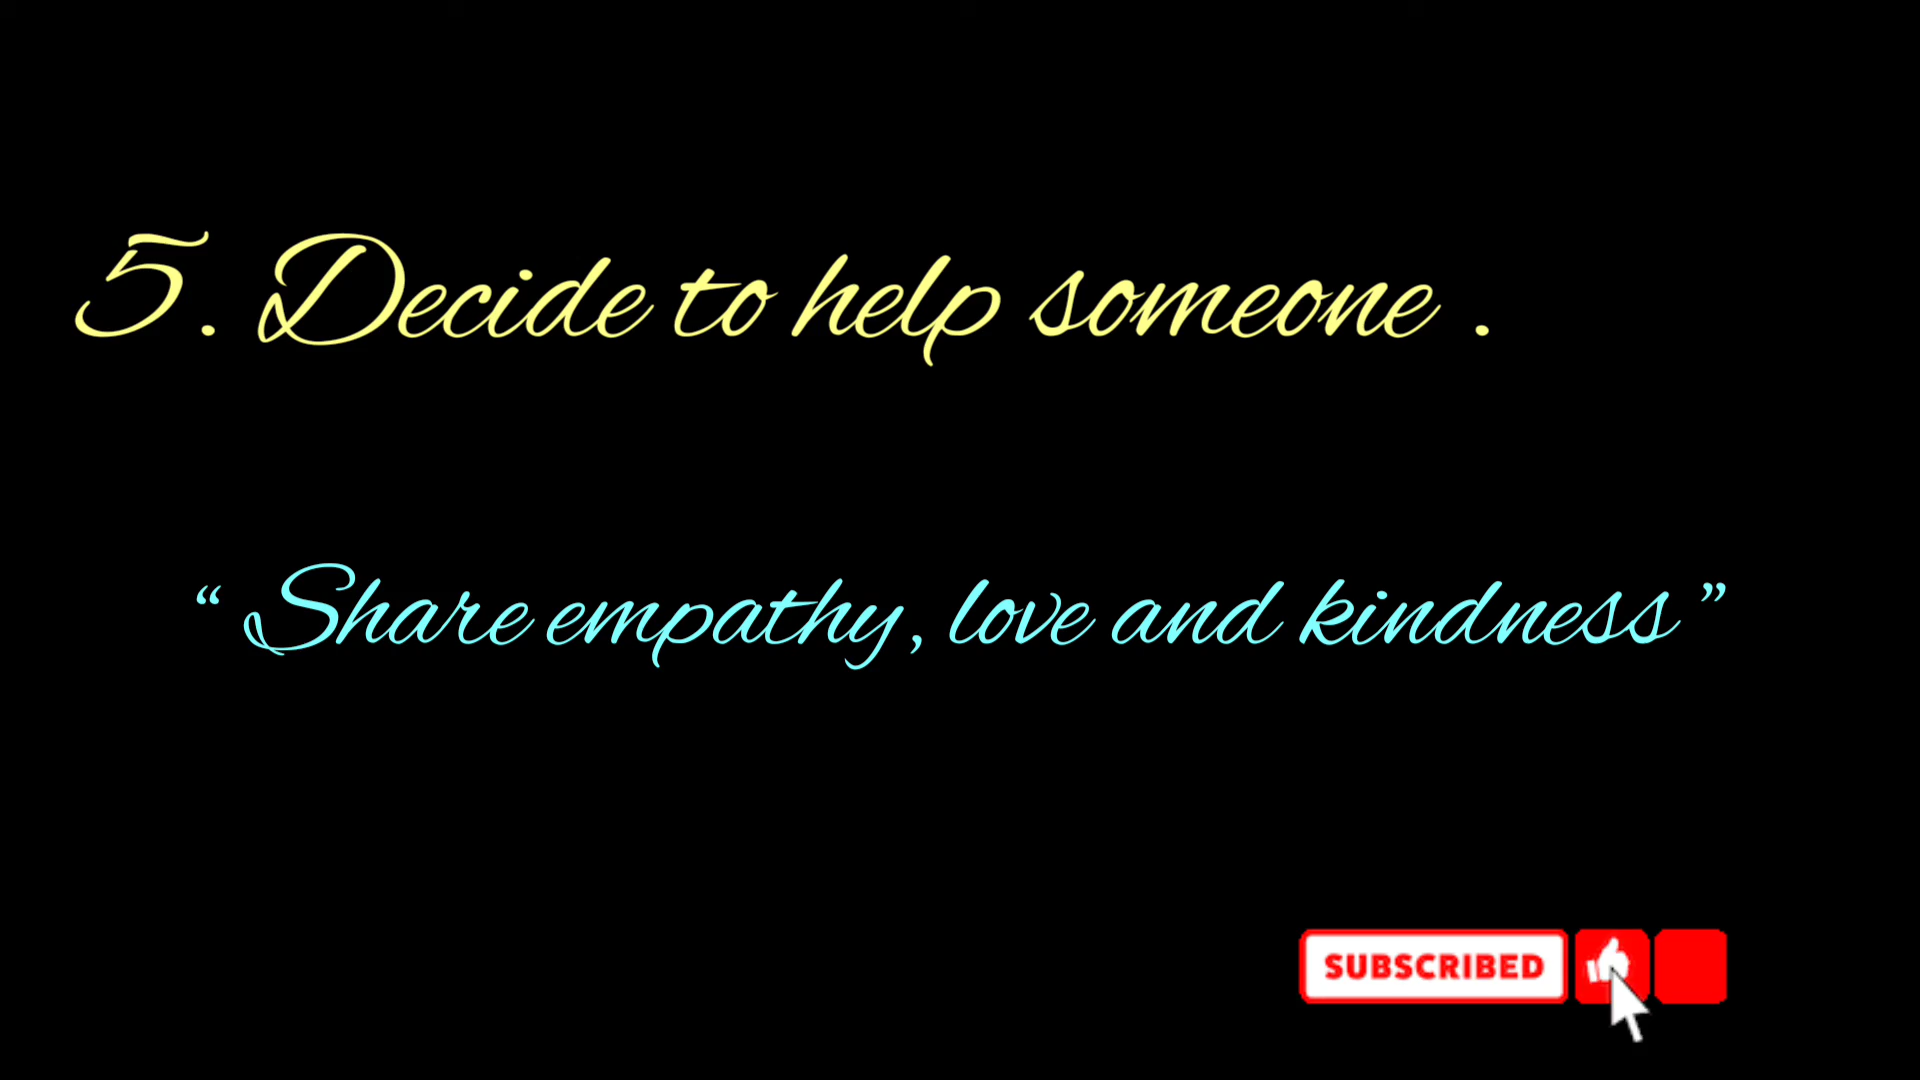 5. Decide to help someone .
“ Share empathy, love and kindness ”
SUBSCRIBED